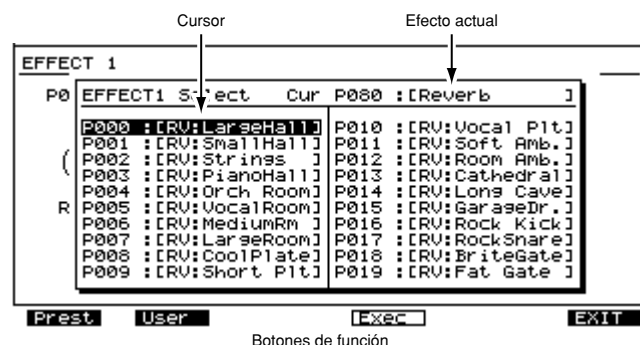 Cursor Efecto actual
EFFECT 1
P0 EFFECT1 Select Cur P080 :[Reverb ]
P000 :[RV:LargeHall] P010 :[RV:Vocal Plt]
P001 :[RV:SmallHall] P011 :[RV:Soft Amb.]
( P002 :[RV:Strings ] P012 :[RV:Room Amb.]
P003 :[RV:PianoHall] P013 :[RV:Cathedral]
P004 :[RV:Orch Room] P014 :[RV:Long Cave]
R P005 :[RV:VocalRoom] P015 :[RV:GarageDr.]
P006 :[RV:MediumRm ] P016 :[RV:Rock Kick]
P007 :[RV:LargeRoom] P017 :[RV:RockSnare]
P008 :[RV:CoolPlate] P018 :[RV:BriteGate]
P009 :[RV:Short Plt] P019 :[RV:Fat Gate ]
Prest User Exec EXIT
Botones de función